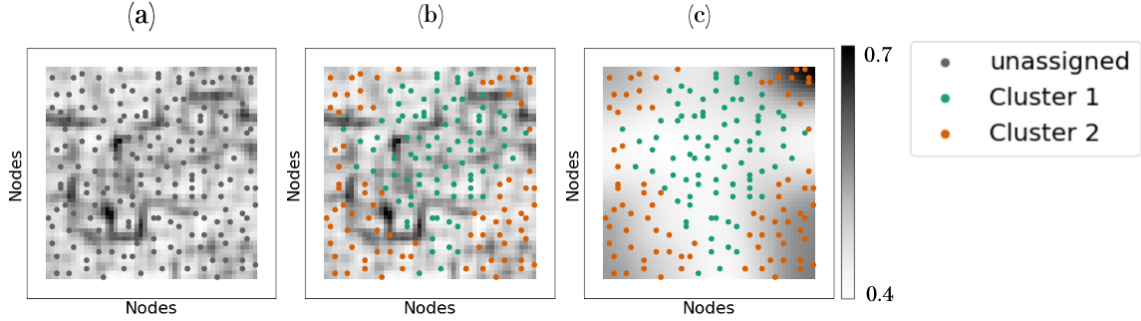 (a)
(b)
(c)
Nodes
Nodes
Nodes
Nodes
Nodes
Nodes
0.7
0.4
unassigned
Cluster 1
Cluster 2